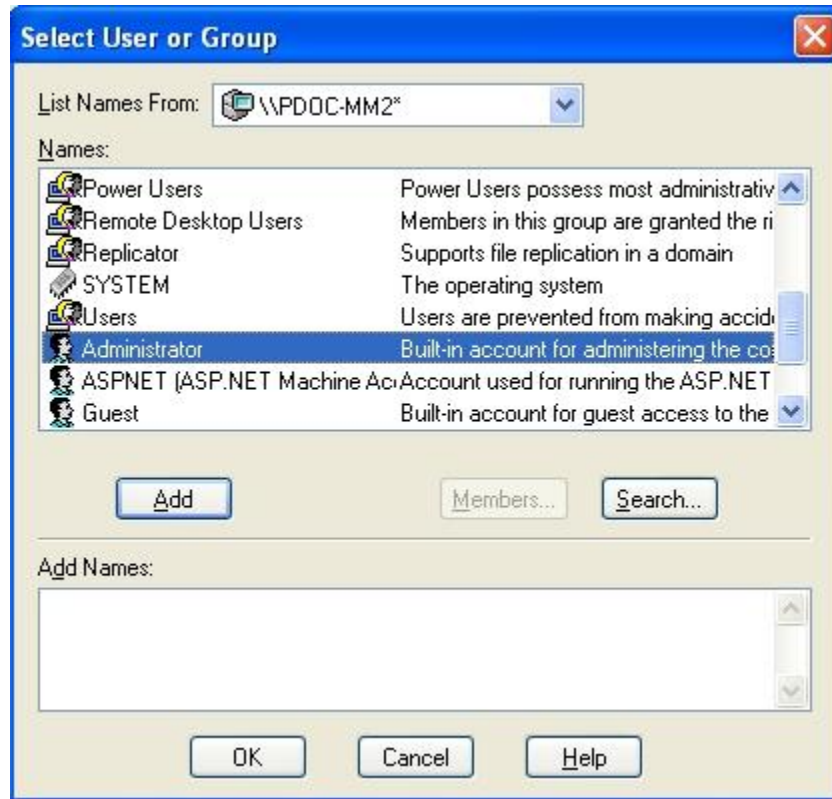 Select User or Group
List Names From: \\PDOC-MM2*
Names:
Power Users Power Users possess most administrativ
Remote Desktop Users Members in this group are granted the ri
Replicator Supports file replication in a domain
SYSTEM The operating system
Users Users are prevented from making accid
Administrator Built-in account for administering the co
ASPNET (ASP.NET Machine Acc Account used for running the ASP.NET
Guest Built-in account for guest access to the
Add Members... Search...
Add Names:
OK Cancel Help